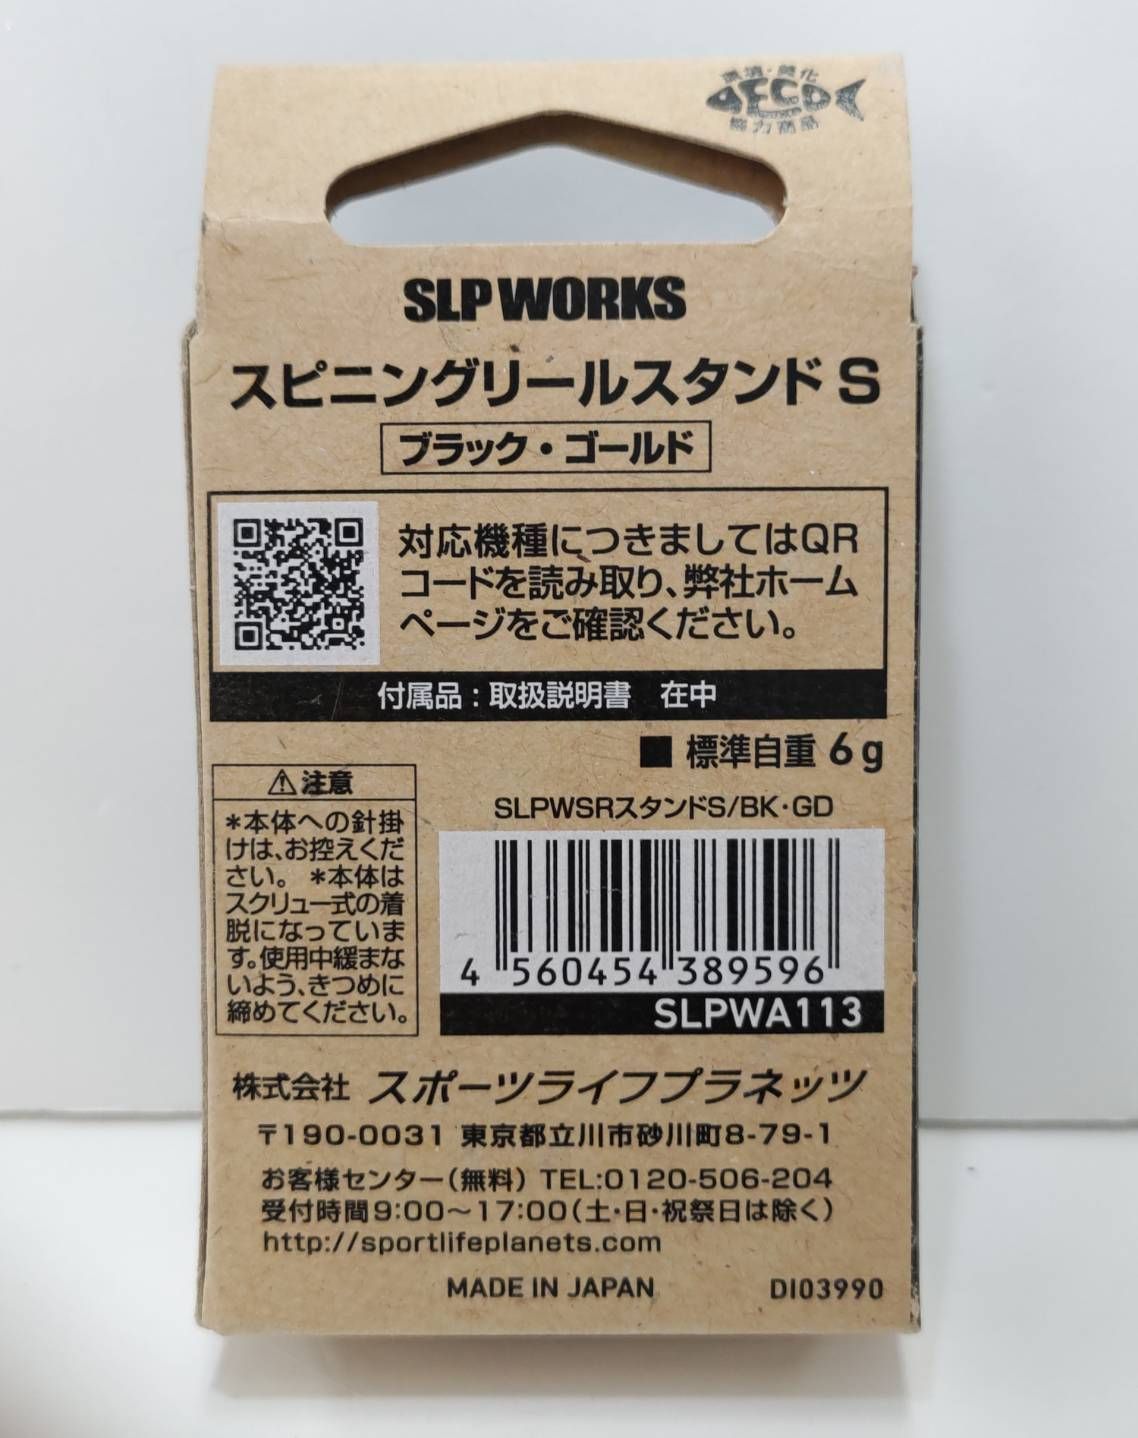 環境・美化
ECO
協力商品
SLP WORKS
スピニングリールスタンド S
ブラック・ゴールド
対応機種につきましてはQR
コードを読み取り、弊社ホーム
ページをご確認ください。
付属品：取扱説明書　在中
■ 標準自重 6 g
⚠注意
*本体への針掛
けは、お控えくだ
さい。 *本体は
スクリュー式の着
脱になっていま
す。使用中緩まな
いよう、きつめに
締めてください。
SLPWSRスタンドS/BK・GD
4 560454 389596
SLPWA113
株式会社 スポーツライフプラネッツ
〒190-0031 東京都立川市砂川町8-79-1
お客様センター(無料) TEL:0120-506-204
受付時間9:00～17:00(土・日・祝祭日は除く)
http://sportlifeplanets.com
MADE IN JAPAN DI03990